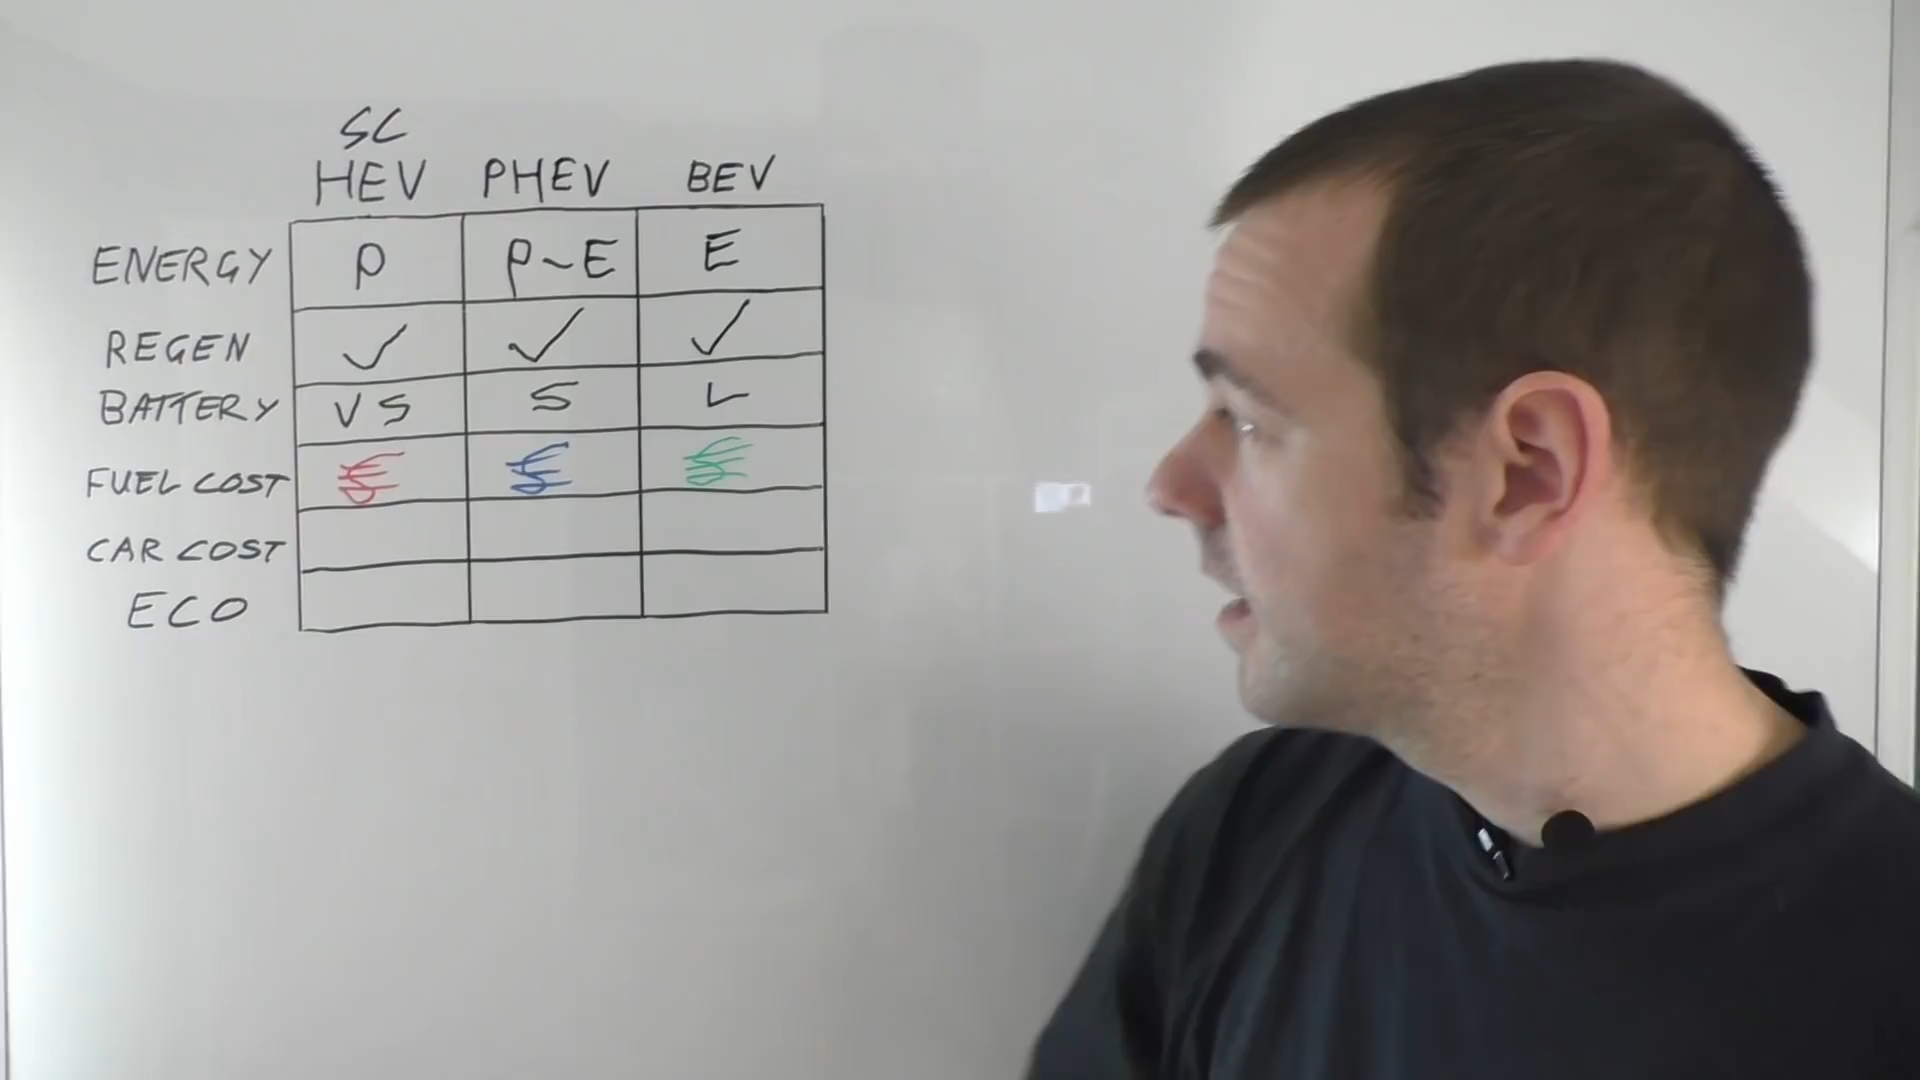 SC
HEV PHEV BEV
ENERGY P P~E E
REGEN ✓ ✓ ✓
BATTERY VS S L
FUEL COST
CAR COST
ECO